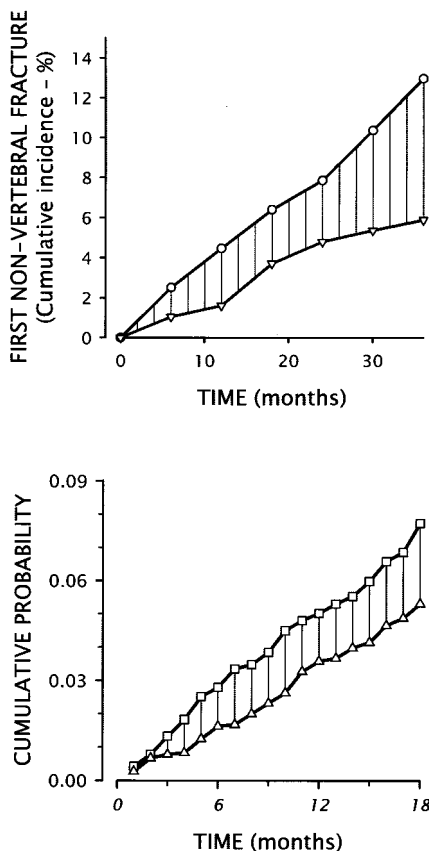 FIRST NON-VERTEBRAL FRACTURE
(Cumulative incidence - %)
14
12
10
8
6
4
2
0
0 10 20 30
TIME (months)
CUMULATIVE PROBABILITY
0.09
0.06
0.03
0.00
0 6 12 18
TIME (months)